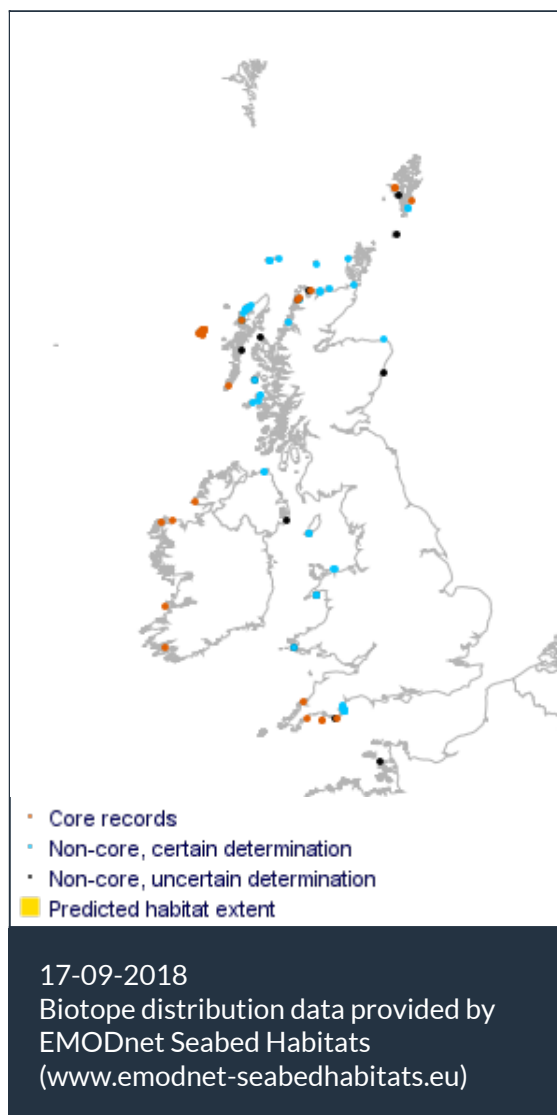 Core records
Non-core, certain determination
Non-core, uncertain determination
Predicted habitat extent
17-09-2018
Biotope distribution data provided by
EMODnet Seabed Habitats
(www.emodnet-seabedhabitats.eu)